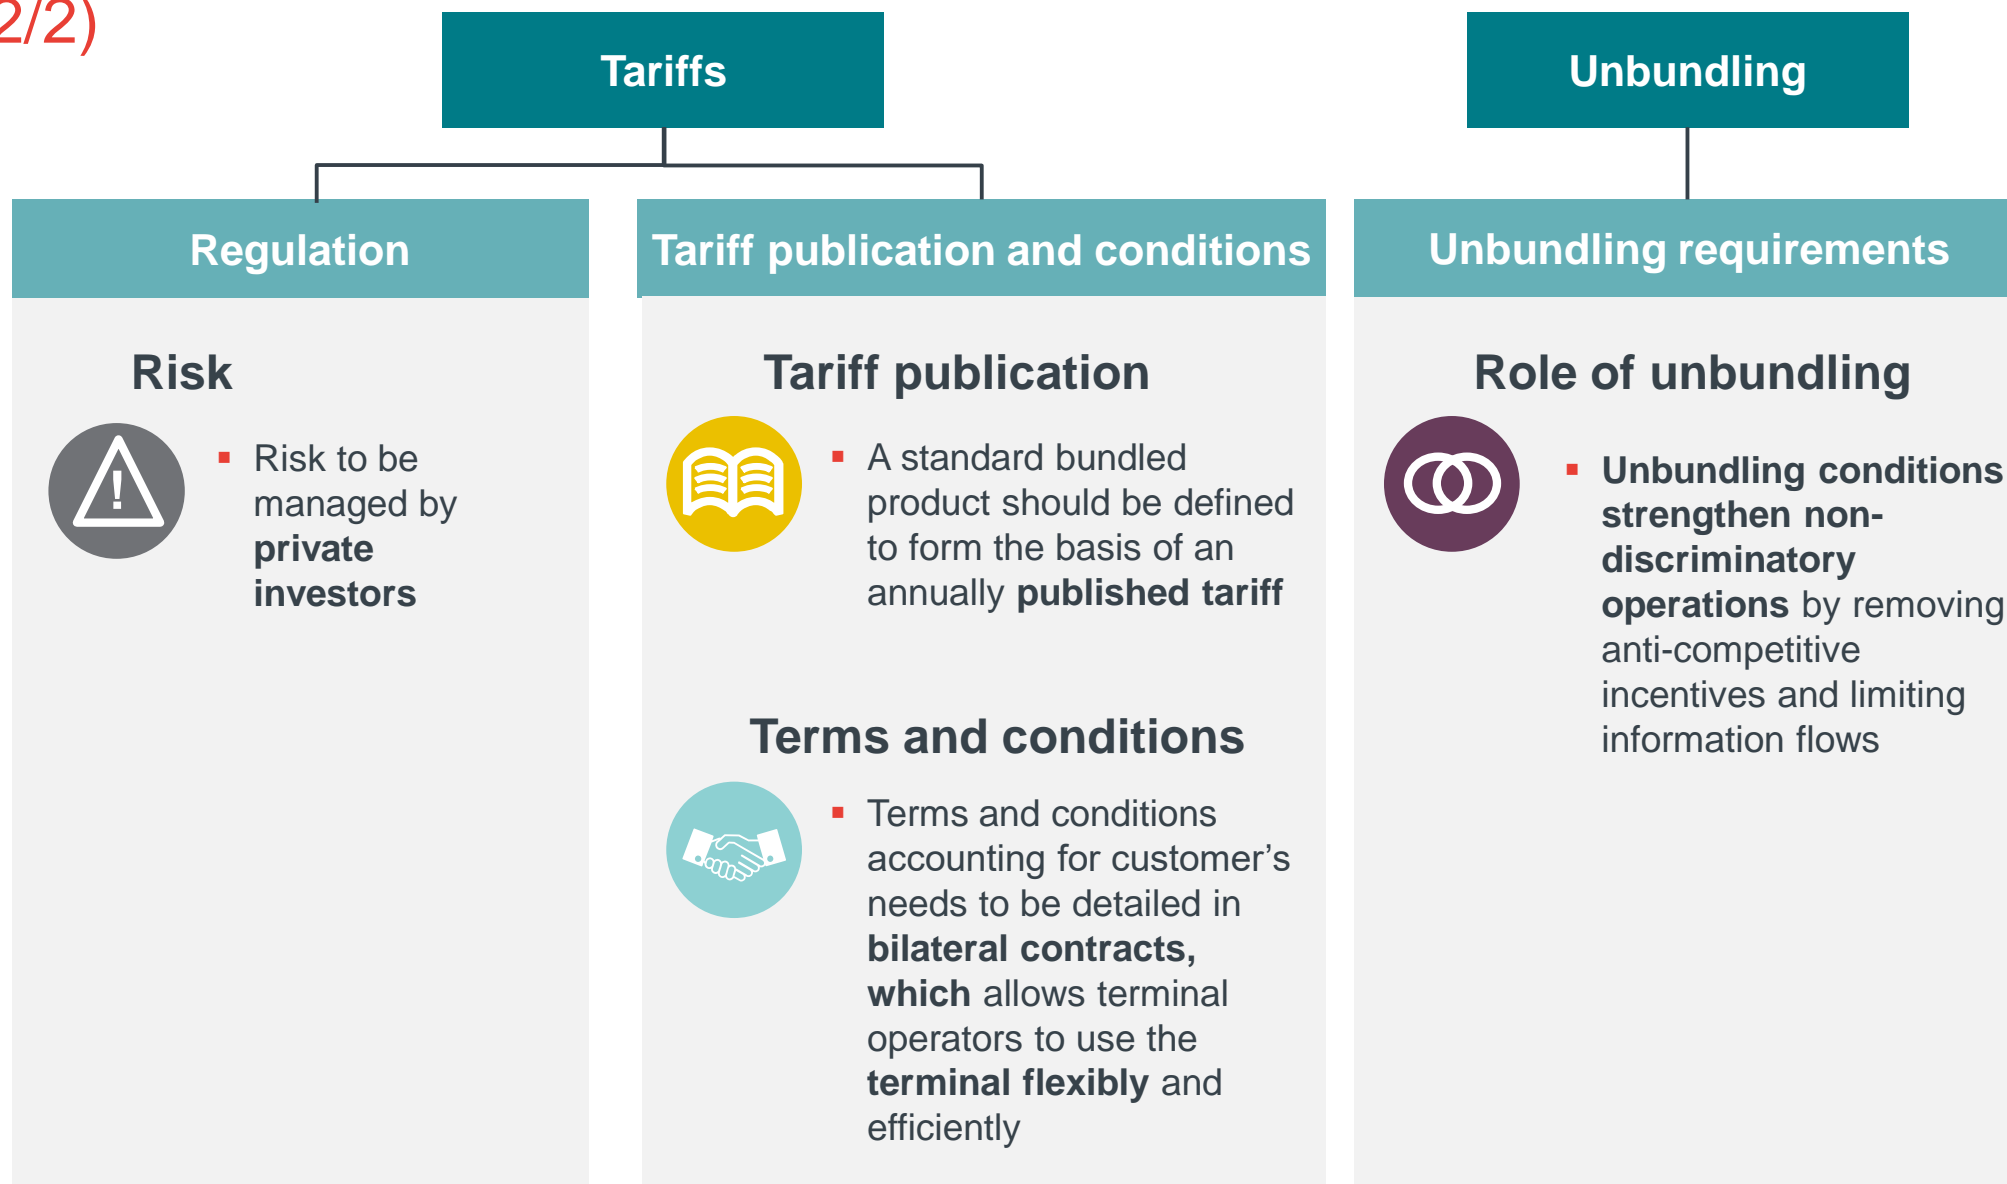 2/2)
Tariffs
Unbundling
Regulation
Tariff publication and conditions
Unbundling requirements
Risk
▪ Risk to be
managed by
private
investors
Tariff publication
▪ A standard bundled
product should be defined
to form the basis of an
annually published tariff
Terms and conditions
▪ Terms and conditions
accounting for customer’s
needs to be detailed in
bilateral contracts,
which allows terminal
operators to use the
terminal flexibly and
efficiently
Role of unbundling
▪ Unbundling conditions
strengthen non-
discriminatory
operations by removing
anti-competitive
incentives and limiting
information flows